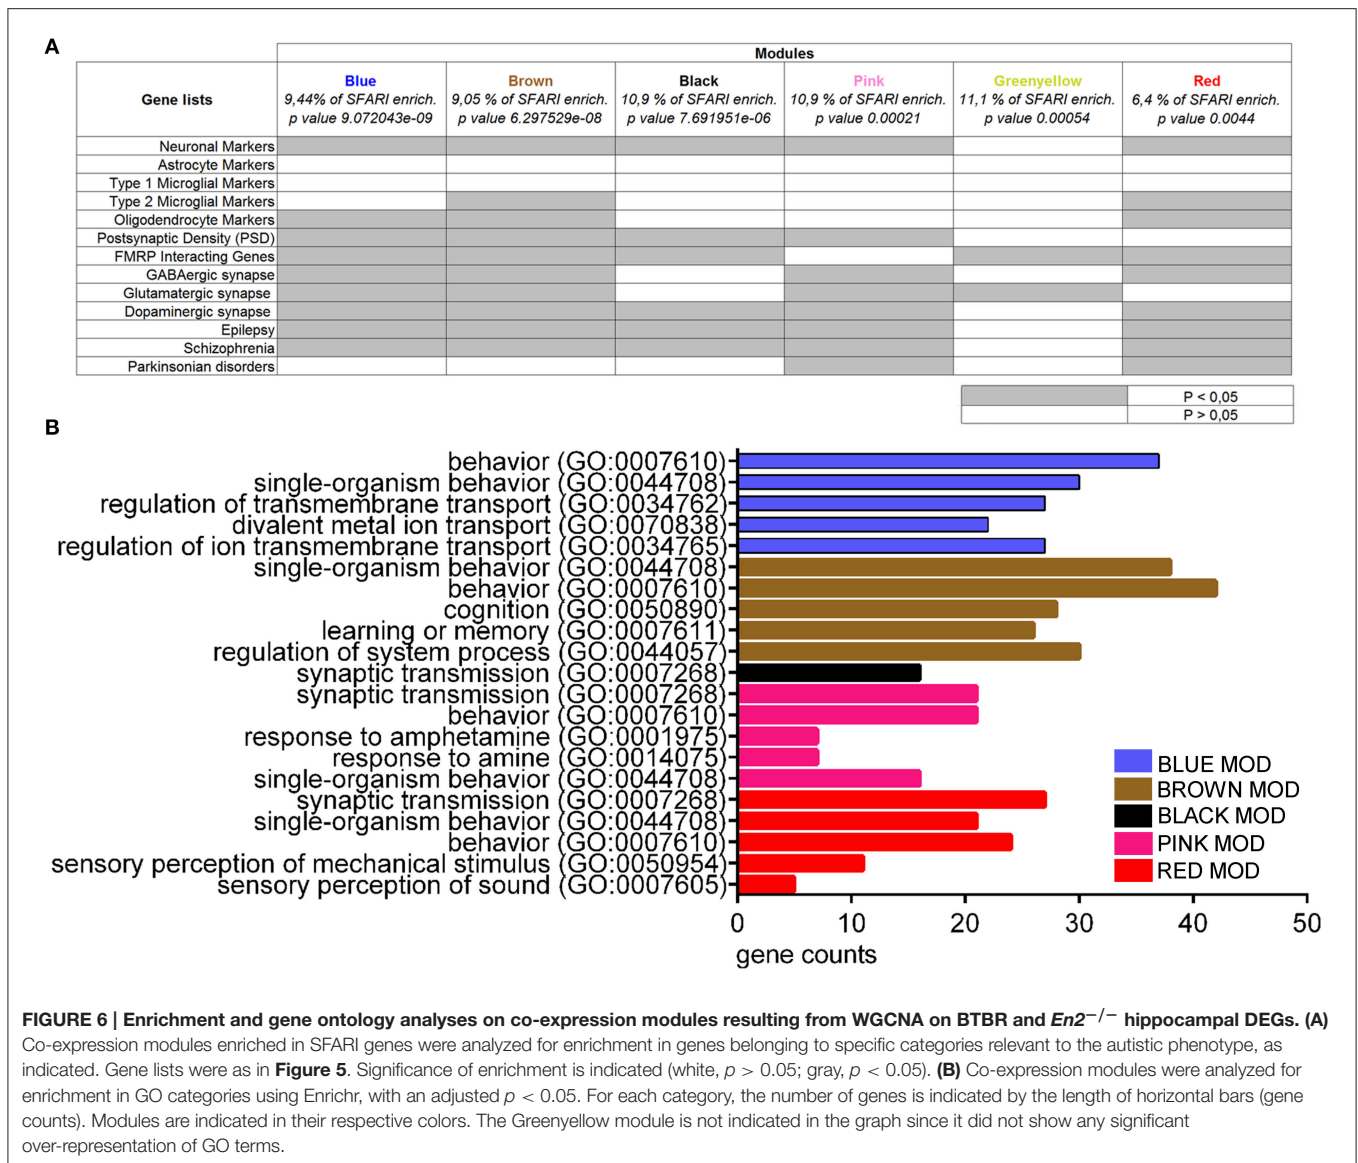 A
Modules
Gene lists
Blue
9,44% of SFARI enrich.
p value 9.072043e-09
Brown
9,05 % of SFARI enrich.
p value 6.297529e-08
Black
10,9 % of SFARI enrich.
p value 7.691951e-06
Pink
10,9 % of SFARI enrich.
p value 0.00021
Greenyellow
11,1 % of SFARI enrich.
p value 0.00054
Red
6,4 % of SFARI enrich.
p value 0.0044
Neuronal Markers
Astrocyte Markers
Type 1 Microglial Markers
Type 2 Microglial Markers
Oligodendrocyte Markers
Postsynaptic Density (PSD)
FMRP Interacting Genes
GABAergic synapse
Glutamatergic synapse
Dopaminergic synapse
Epilepsy
Schizophrenia
Parkinsonian disorders
P < 0,05
P > 0,05
B
behavior (GO:0007610)
single-organism behavior (GO:0044708)
regulation of transmembrane transport (GO:0034762)
divalent metal ion transport (GO:0070838)
regulation of ion transmembrane transport (GO:0034765)
single-organism behavior (GO:0044708)
behavior (GO:0007610)
cognition (GO:0050890)
learning or memory (GO:0007611)
regulation of system process (GO:0044057)
synaptic transmission (GO:0007268)
synaptic transmission (GO:0007268)
behavior (GO:0007610)
response to amphetamine (GO:0001975)
response to amine (GO:0014075)
single-organism behavior (GO:0044708)
synaptic transmission (GO:0007268)
single-organism behavior (GO:0044708)
behavior (GO:0007610)
sensory perception of mechanical stimulus (GO:0050954)
sensory perception of sound (GO:0007605)
BLUE MOD
BROWN MOD
BLACK MOD
PINK MOD
RED MOD
0 10 20 30 40 50
gene counts
FIGURE 6 | Enrichment and gene ontology analyses on co-expression modules resulting from WGCNA on BTBR and En2−/− hippocampal DEGs. (A)
Co-expression modules enriched in SFARI genes were analyzed for enrichment in genes belonging to specific categories relevant to the autistic phenotype, as
indicated. Gene lists were as in Figure 5. Significance of enrichment is indicated (white, p > 0.05; gray, p < 0.05). (B) Co-expression modules were analyzed for
enrichment in GO categories using Enrichr, with an adjusted p < 0.05. For each category, the number of genes is indicated by the length of horizontal bars (gene
counts). Modules are indicated in their respective colors. The Greenyellow module is not indicated in the graph since it did not show any significant
over-representation of GO terms.